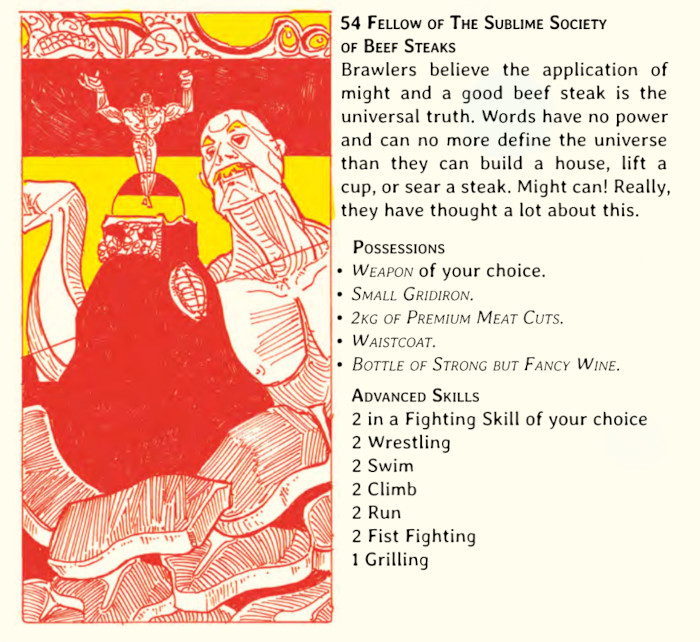 54 Fellow of The Sublime Society
of Beef Steaks
Brawlers believe the application of
might and a good beef steak is the
universal truth. Words have no power
and can no more define the universe
than they can build a house, lift a
cup, or sear a steak. Might can! Really,
they have thought a lot about this.
Possessions
• Weapon of your choice.
• Small Gridiron.
• 2kg of Premium Meat Cuts.
• Waistcoat.
• Bottle of Strong but Fancy Wine.
Advanced Skills
2 in a Fighting Skill of your choice
2 Wrestling
2 Swim
2 Climb
2 Run
2 Fist Fighting
1 Grilling